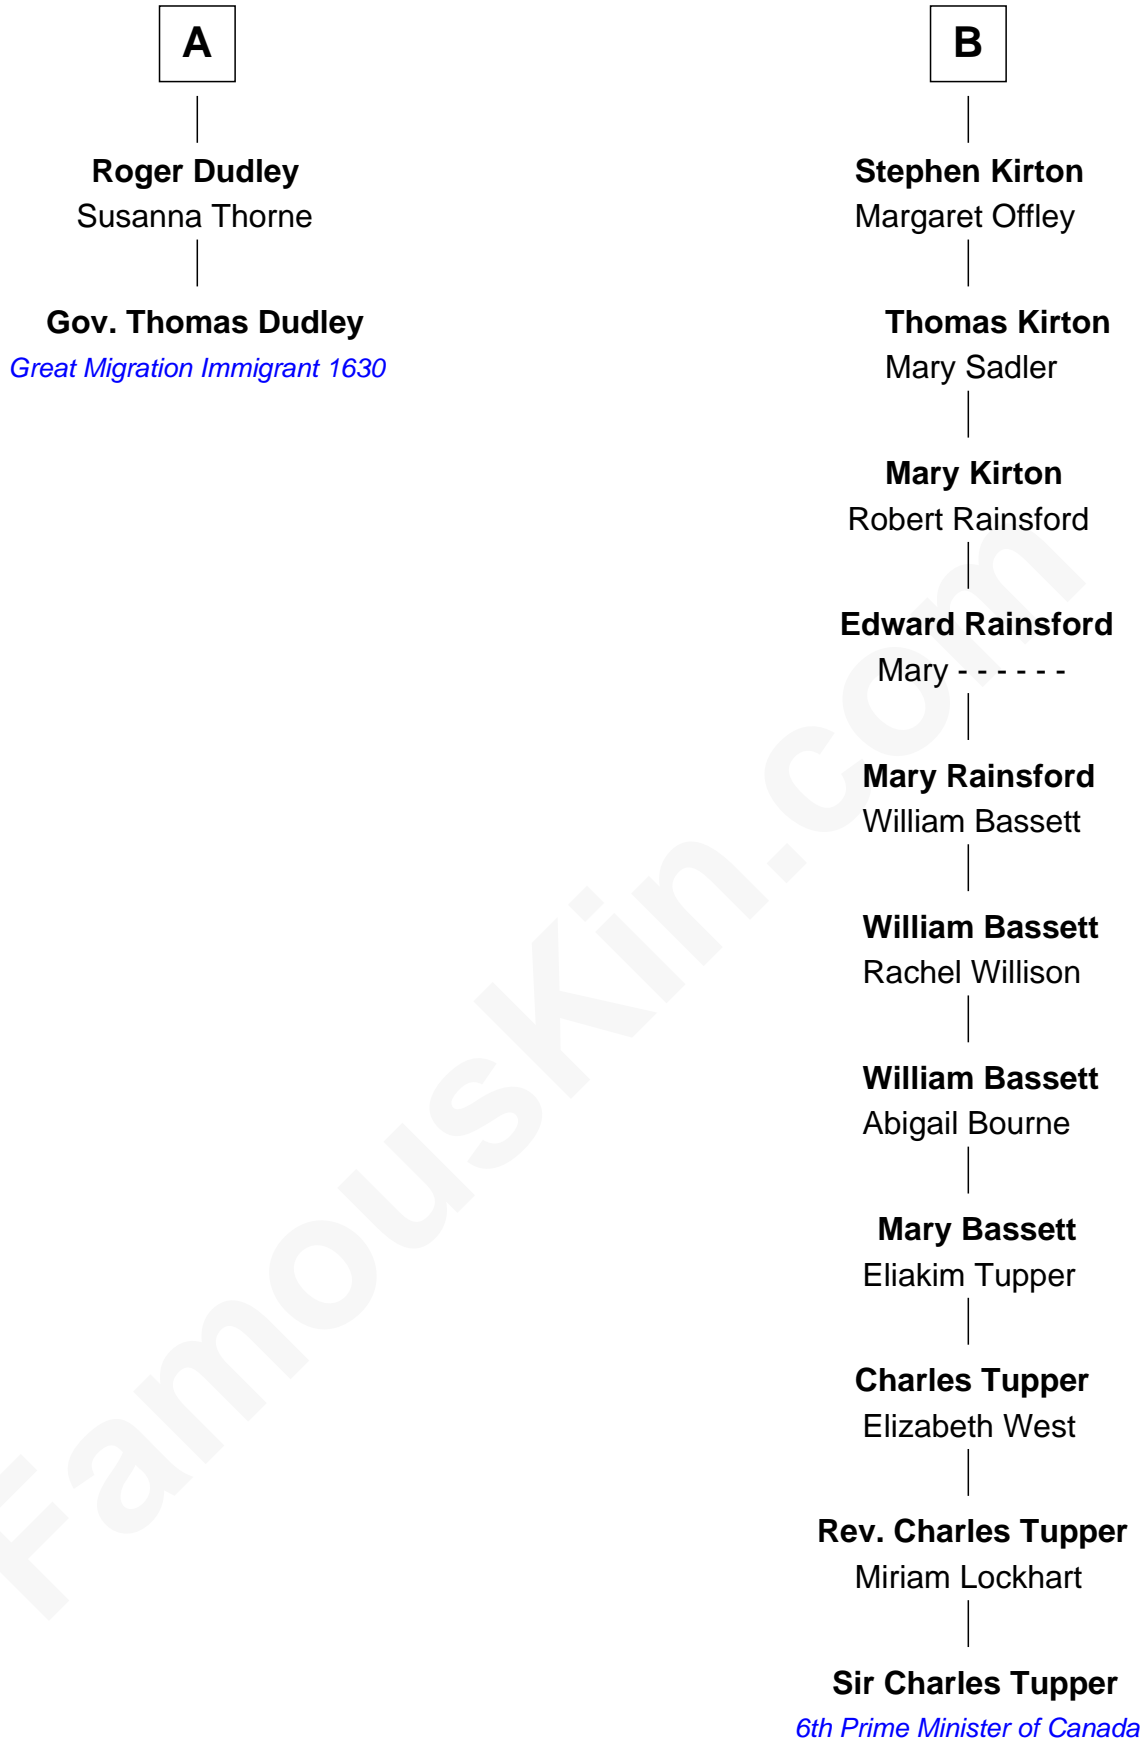 A
Roger Dudley
Susanna Thorne
Gov. Thomas Dudley
Great Migration Immigrant 1630
B
Stephen Kirton
Margaret Offley
Thomas Kirton
Mary Sadler
Mary Kirton
Robert Rainsford
Edward Rainsford
Mary - - - - - -
Mary Rainsford
William Bassett
William Bassett
Rachel Willison
William Bassett
Abigail Bourne
Mary Bassett
Eliakim Tupper
Charles Tupper
Elizabeth West
Rev. Charles Tupper
Miriam Lockhart
Sir Charles Tupper
6th Prime Minister of Canada
FamousKin.com